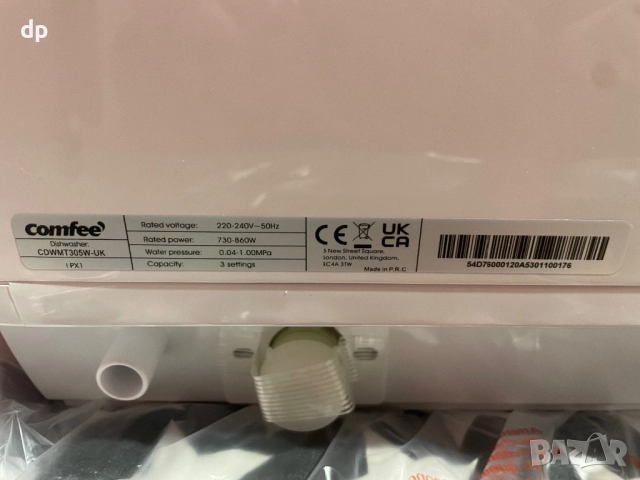 dp
comfee'
Dishwasher
CDWMT305W-UK
IPX1
Rated voltage: 220-240V~50Hz
Rated power: 730-860W
Water pressure: 0.04-1.00MPa
Capacity: 3 settings
CE UK CA
5 New Street Square,
London, United Kingdom,
EC4A 3TW
Made in P.R.C
54D75000120A5301100176
BAZAR